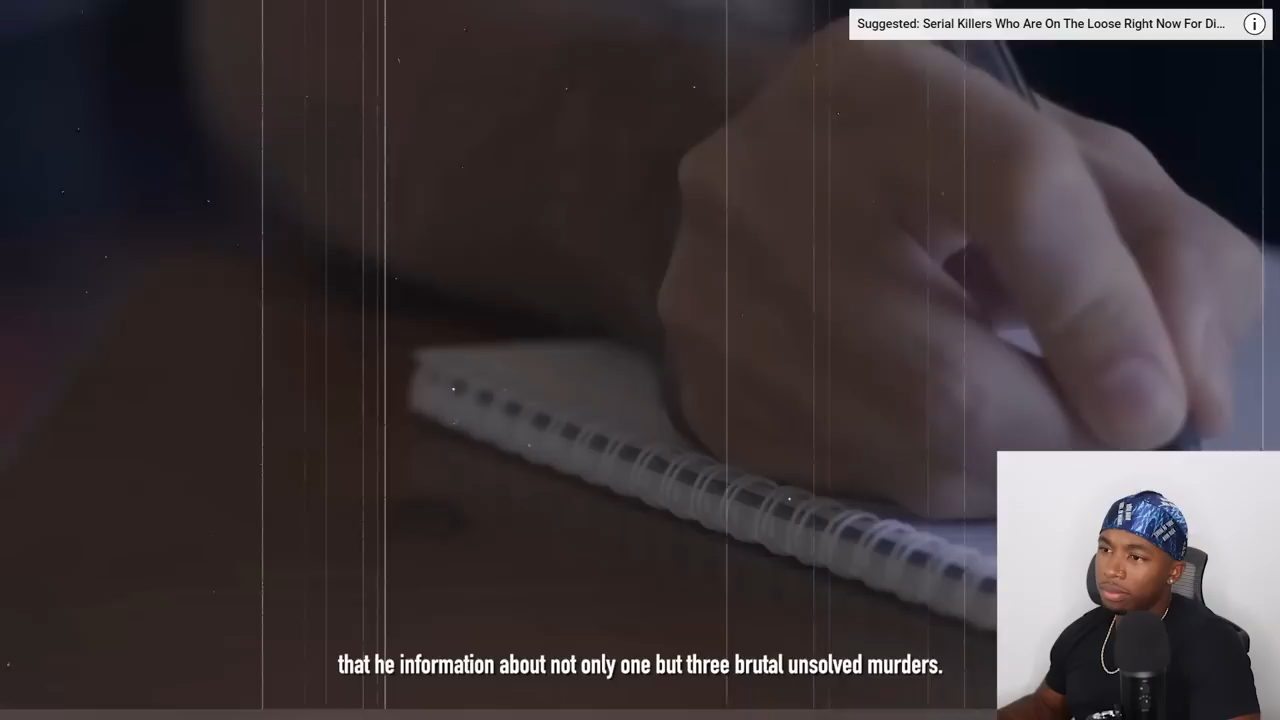 Suggested: Serial Killers Who Are On The Loose Right Now For Di...
that he information about not only one but three brutal unsolved murders.